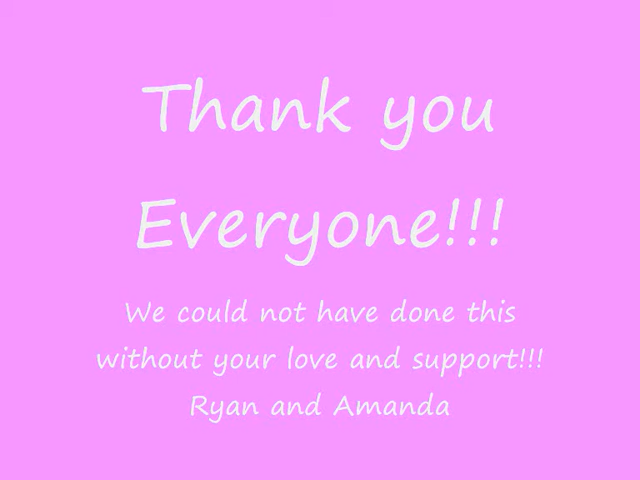 Thank you
Everyone!!!
We could not have done this
without your love and support!!!
Ryan and Amanda